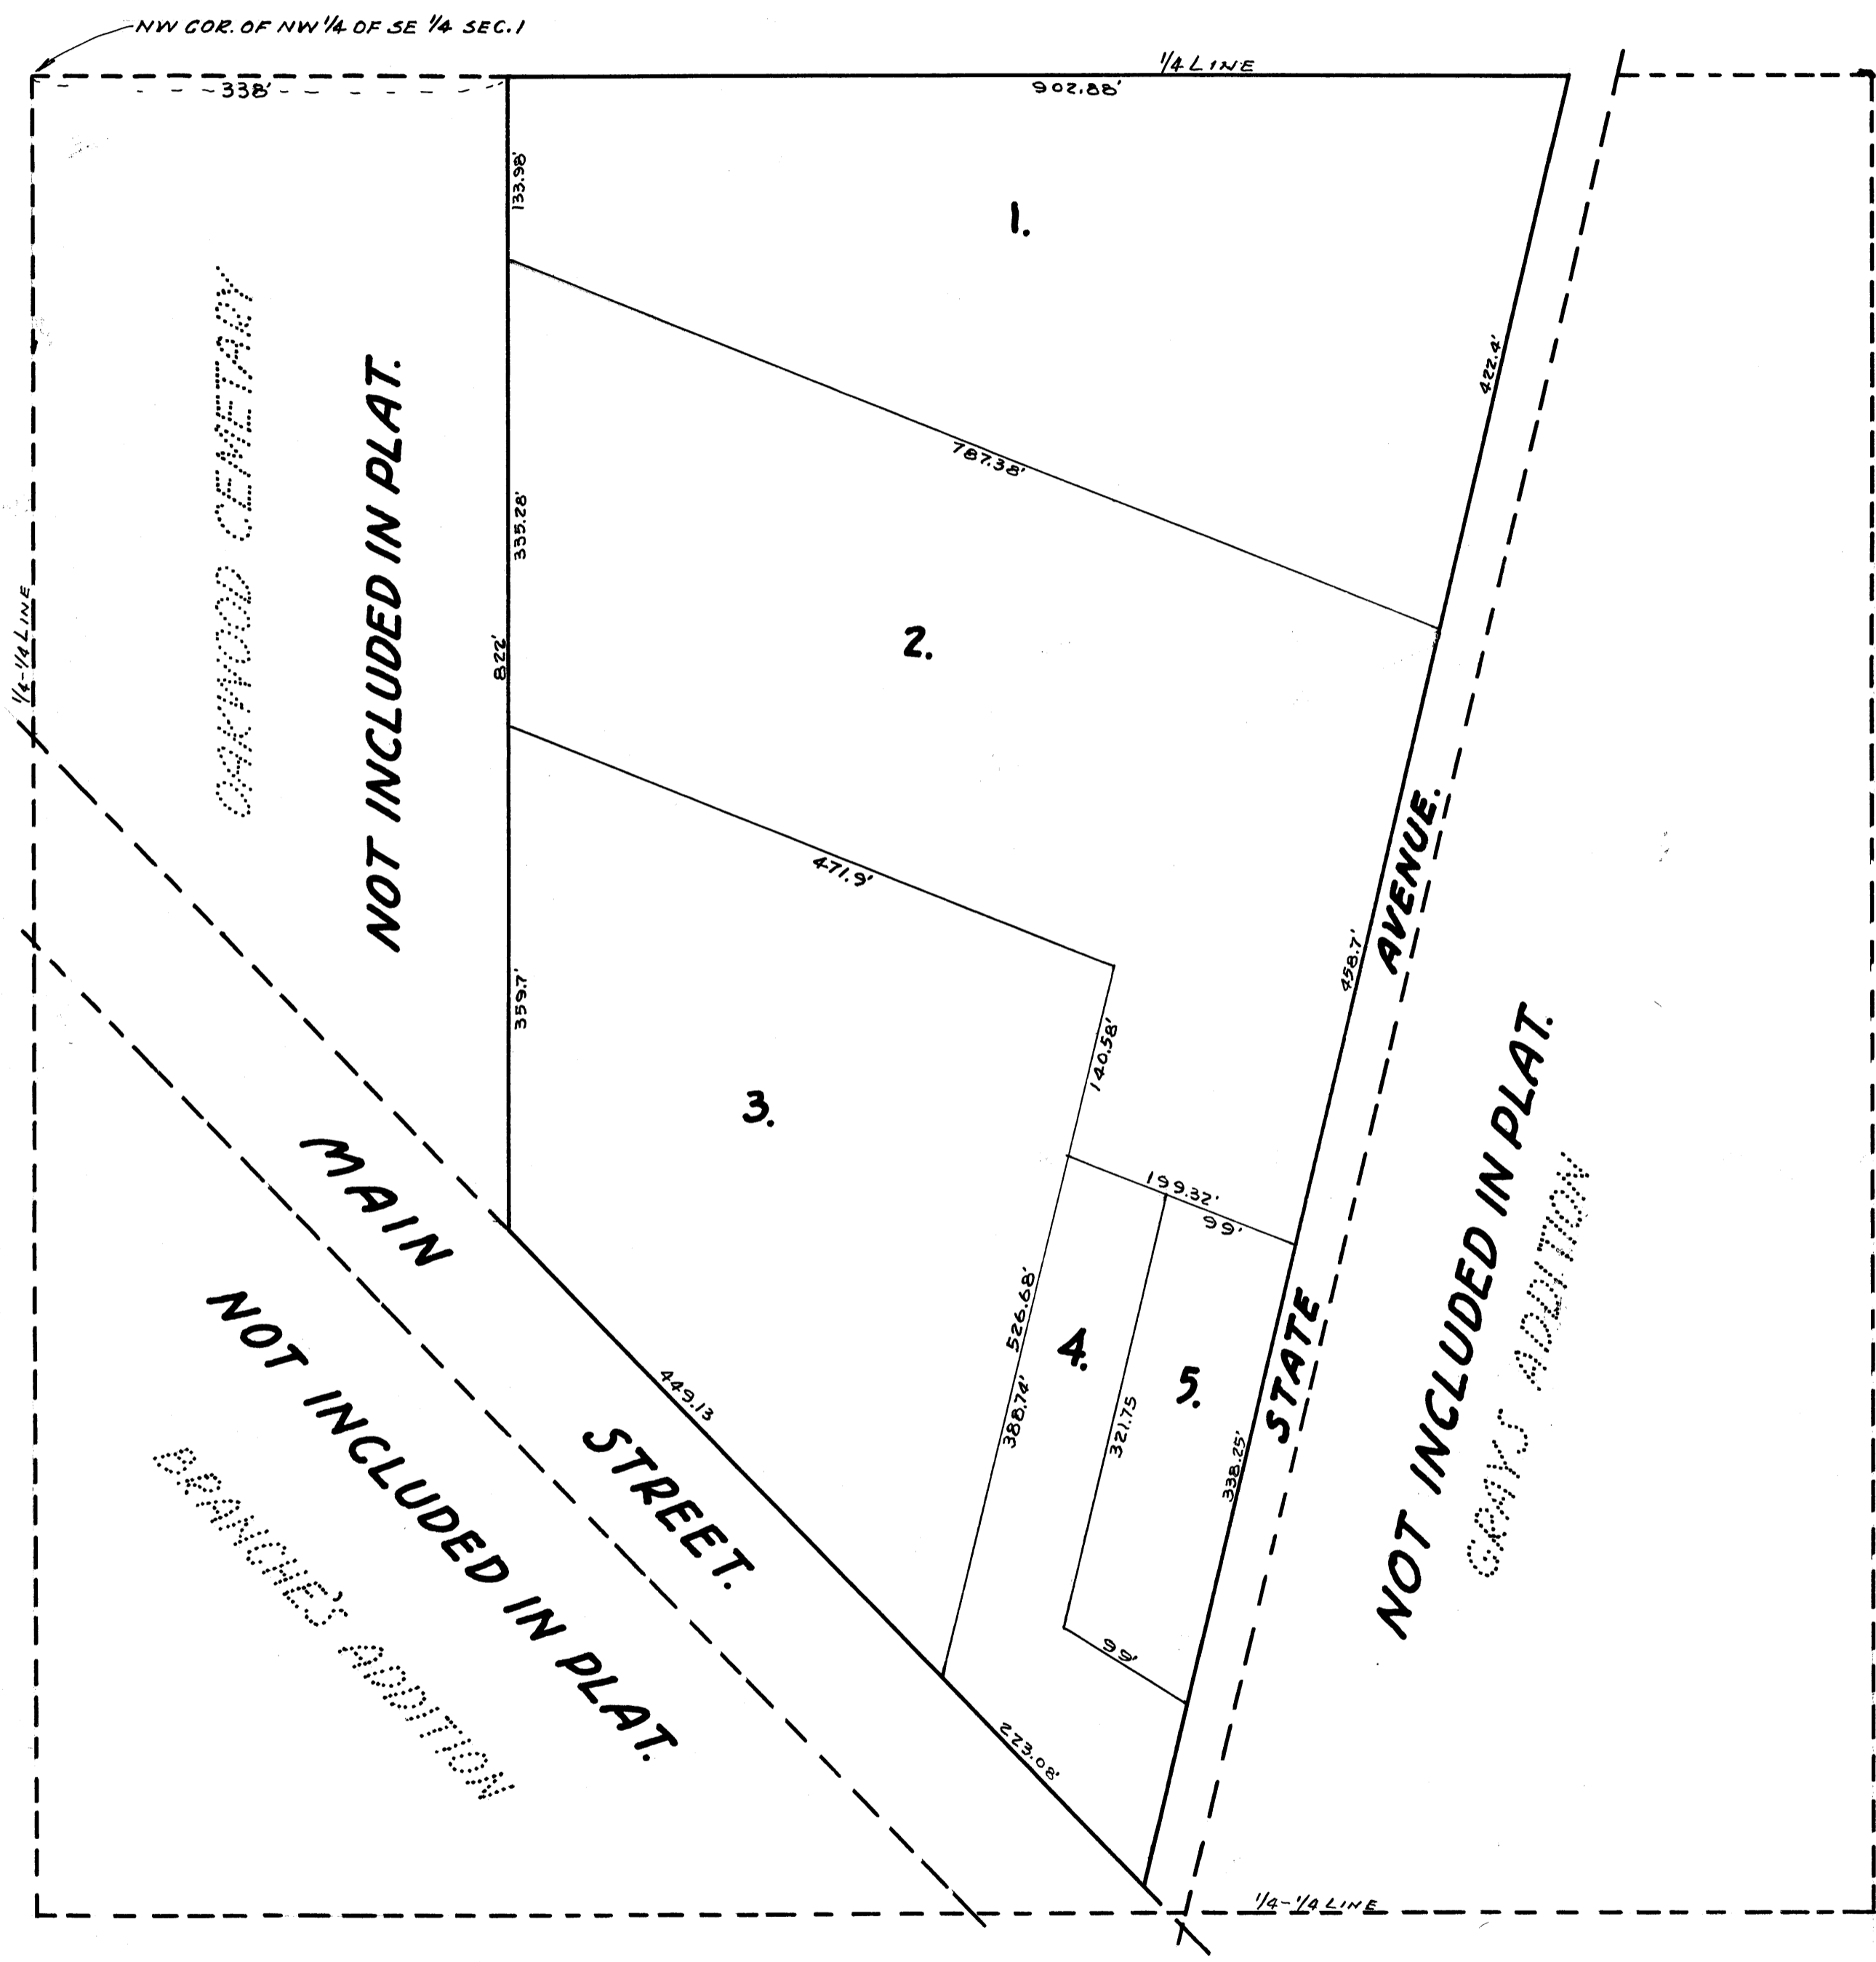 NW COR. OF NW 1/4 OF SE 1/4 SEC. 1
1/4 LINE
338'
902.88'
133.98'
1.
422.4'
OAKWOOD CEMETARY
NOT INCLUDED IN PLAT.
787.38'
335.28'
1/4-1/4 LINE
822'
2.
471.9'
AVENUE.
458.7'
359.7'
140.58'
3.
MAIN
199.32'
99'
NOT INCLUDED IN PLAT.
GRAYS ADDITION
526.68'
4.
5.
STATE
449.13
388.74'
321.75
338.25'
STREET.
NOT INCLUDED IN PLAT.
BRANCHE'S ADDITION
99'
223.08'
1/4-1/4 LINE